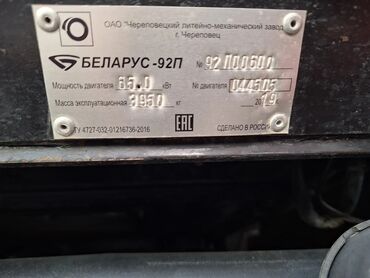 ОАО "Череповецкий литейно-механический завод"
г. Череповец
БЕЛАРУС-92П № 92П00600
Мощность двигателя 65.0 кВт № двигателя 044505
Масса эксплуатационная 3950 кг 2019
ТУ 4727-032-91216736-2016 ЕАС СДЕЛАНО В РОССИИ